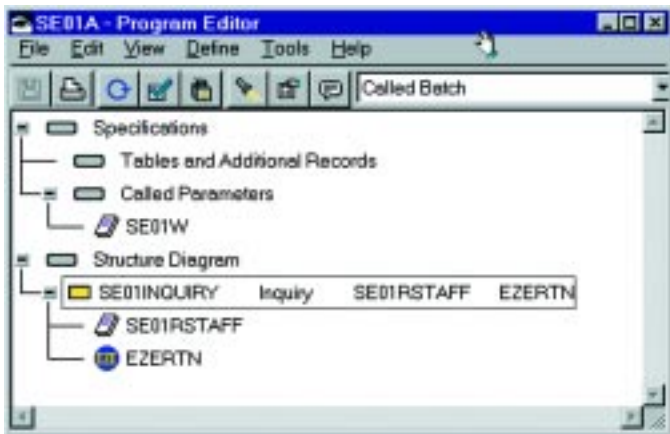 SE01A - Program Editor
File Edit View Define Tools Help
Called Batch
Specifications
Tables and Additional Records
Called Parameters
SE01W
Structure Diagram
SE01INQUIRY Inquiry SE01RSTAFF EZERTN
SE01RSTAFF
EZERTN